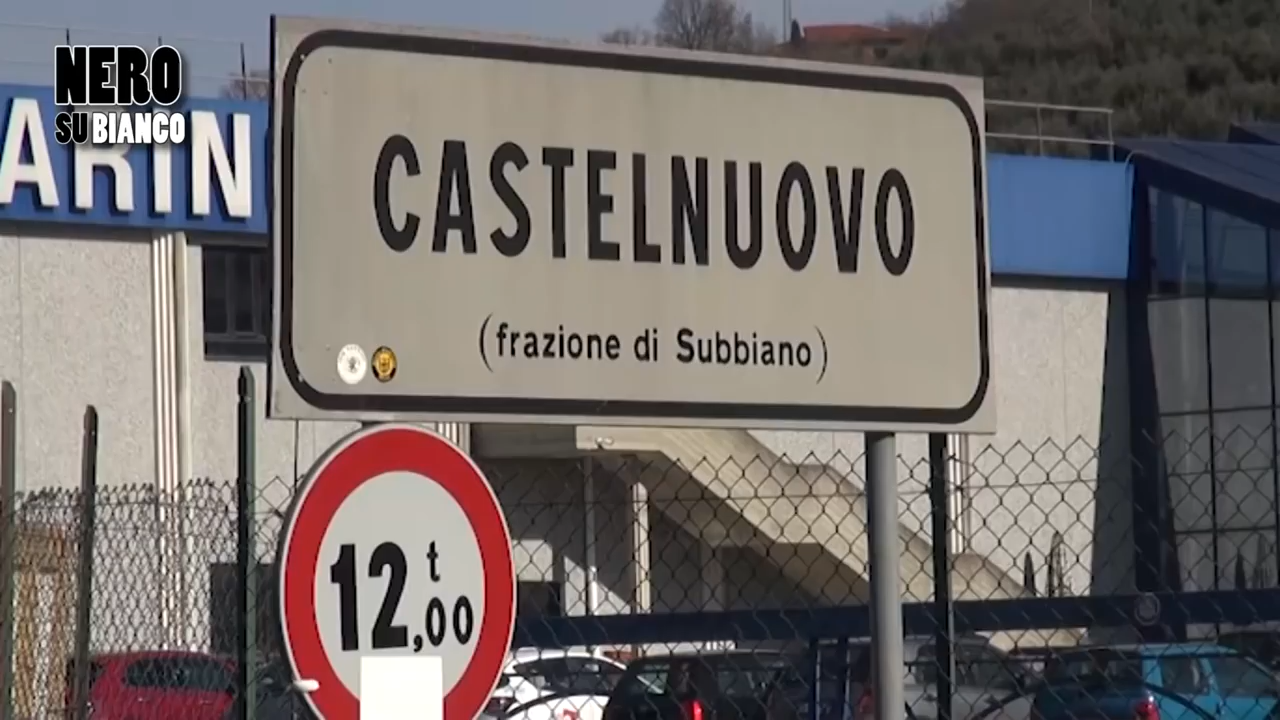 NERO
SU BIANCO
ARIN
CASTELNUOVO
(frazione di Subbiano)
12,00 t